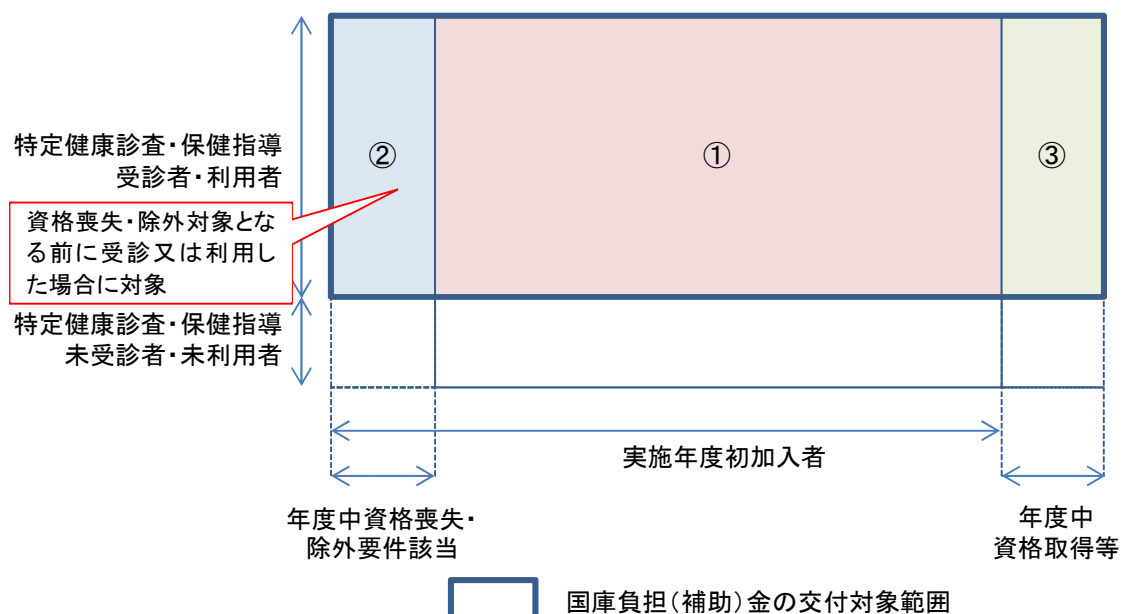 特定健康診査・保健指導
受診者・利用者
②
①
③
資格喪失・除外対象とな
る前に受診又は利用し
た場合に対象
特定健康診査・保健指導
未受診者・未利用者
実施年度初加入者
年度中資格喪失・
除外要件該当
年度中
資格取得等
国庫負担(補助)金の交付対象範囲